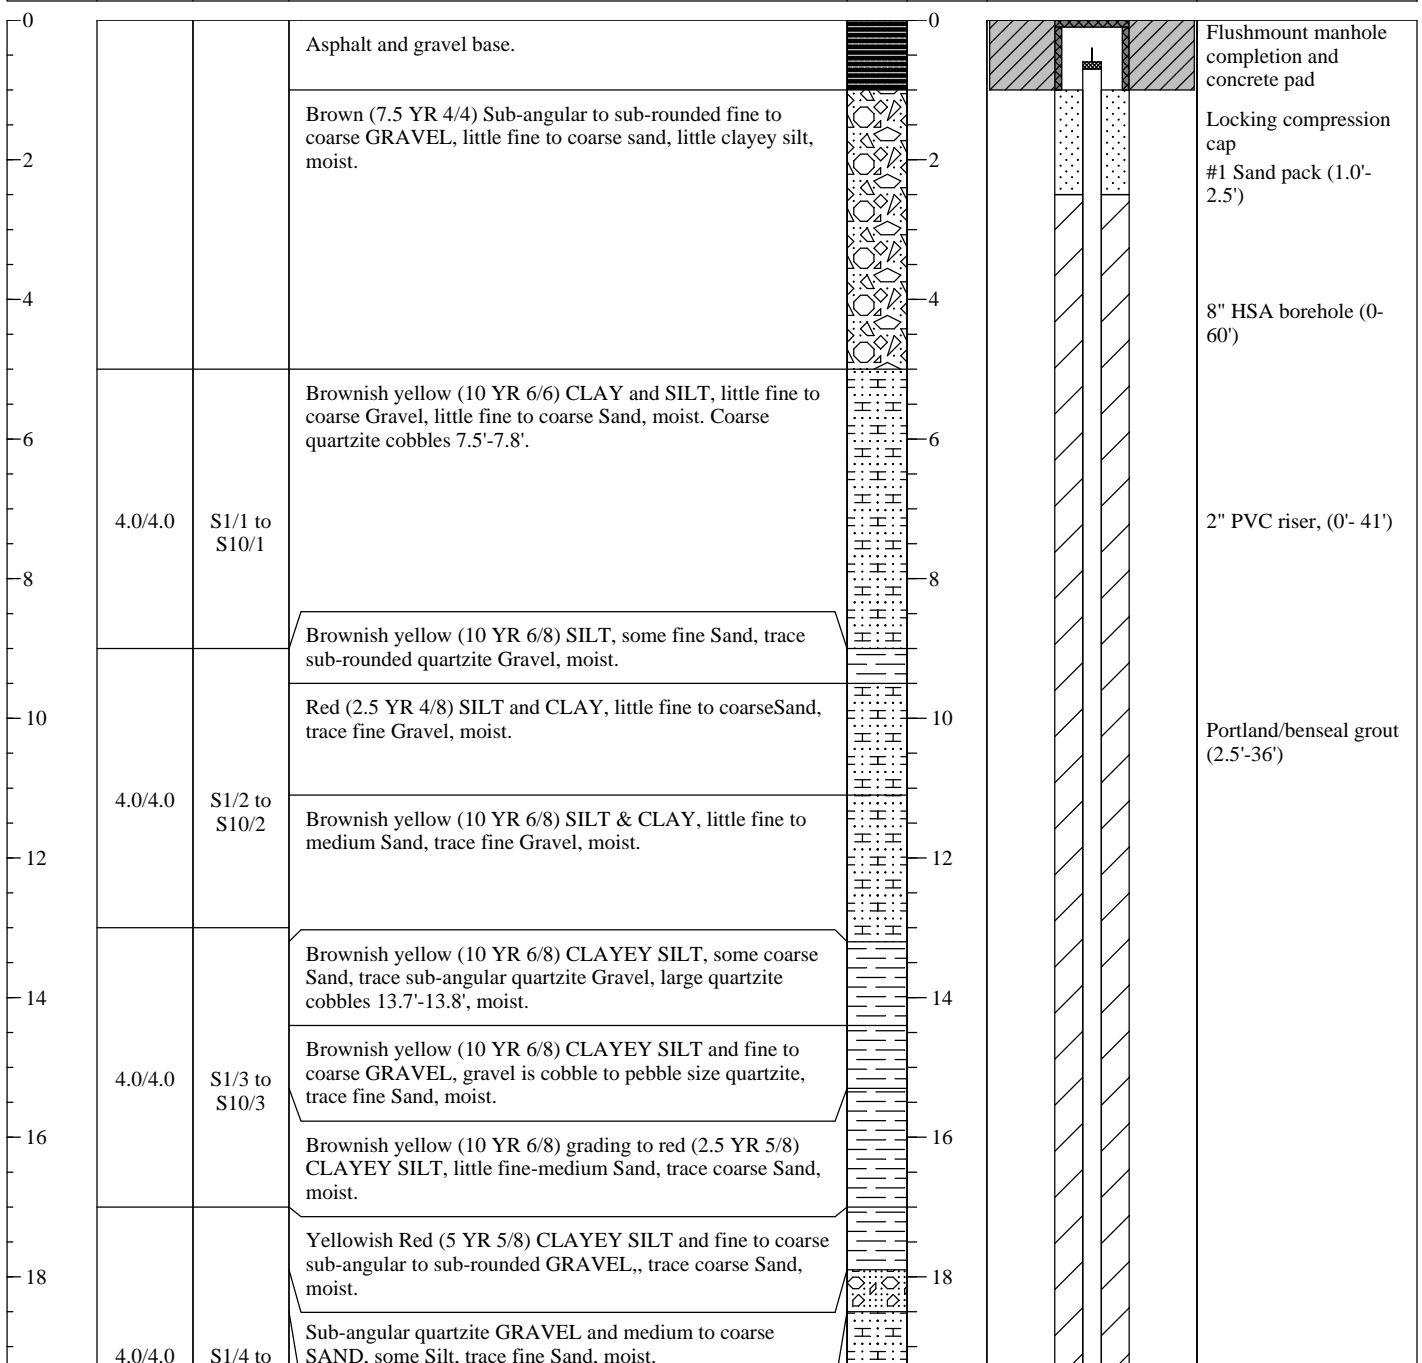 0
2
4
6
8
10
12
14
16
18
4.0/4.0
S1/1 to
S10/1
4.0/4.0
S1/2 to
S10/2
4.0/4.0
S1/3 to
S10/3
4.0/4.0
S1/4 to
Asphalt and gravel base.
Brown (7.5 YR 4/4) Sub-angular to sub-rounded fine to
coarse GRAVEL, little fine to coarse sand, little clayey silt,
moist.
Brownish yellow (10 YR 6/6) CLAY and SILT, little fine to
coarse Gravel, little fine to coarse Sand, moist. Coarse
quartzite cobbles 7.5'-7.8'.
Brownish yellow (10 YR 6/8) SILT, some fine Sand, trace
sub-rounded quartzite Gravel, moist.
Red (2.5 YR 4/8) SILT and CLAY, little fine to coarseSand,
trace fine Gravel, moist.
Brownish yellow (10 YR 6/8) SILT & CLAY, little fine to
medium Sand, trace fine Gravel, moist.
Brownish yellow (10 YR 6/8) CLAYEY SILT, some coarse
Sand, trace sub-angular quartzite Gravel, large quartzite
cobbles 13.7'-13.8', moist.
Brownish yellow (10 YR 6/8) CLAYEY SILT and fine to
coarse GRAVEL, gravel is cobble to pebble size quartzite,
trace fine Sand, moist.
Brownish yellow (10 YR 6/8) grading to red (2.5 YR 5/8)
CLAYEY SILT, little fine-medium Sand, trace coarse Sand,
moist.
Yellowish Red (5 YR 5/8) CLAYEY SILT and fine to coarse
sub-angular to sub-rounded GRAVEL,, trace coarse Sand,
moist.
Sub-angular quartzite GRAVEL and medium to coarse
SAND, some Silt, trace fine Sand, moist.
0
2
4
6
8
10
12
14
16
18
Flushmount manhole
completion and
concrete pad
Locking compression
cap
#1 Sand pack (1.0'-
2.5')
8" HSA borehole (0-
60')
2" PVC riser, (0'- 41')
Portland/benseal grout
(2.5'-36')